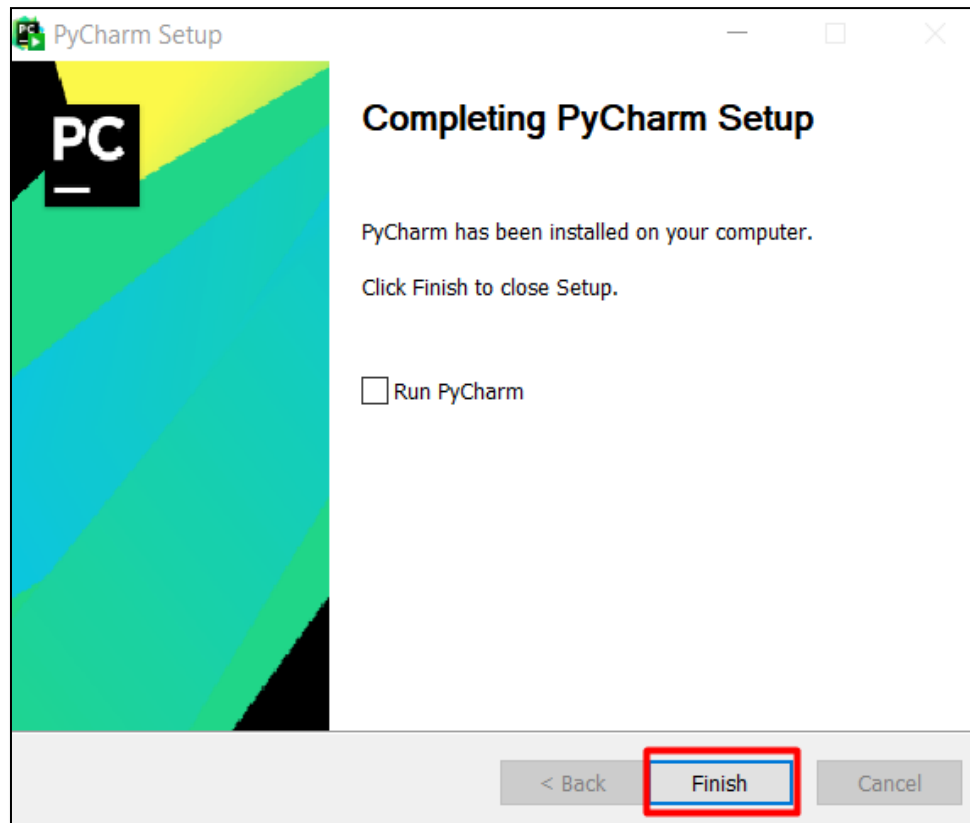 PyCharm Setup
PC
Completing PyCharm Setup
PyCharm has been installed on your computer.
Click Finish to close Setup.
Run PyCharm
< Back
Finish
Cancel